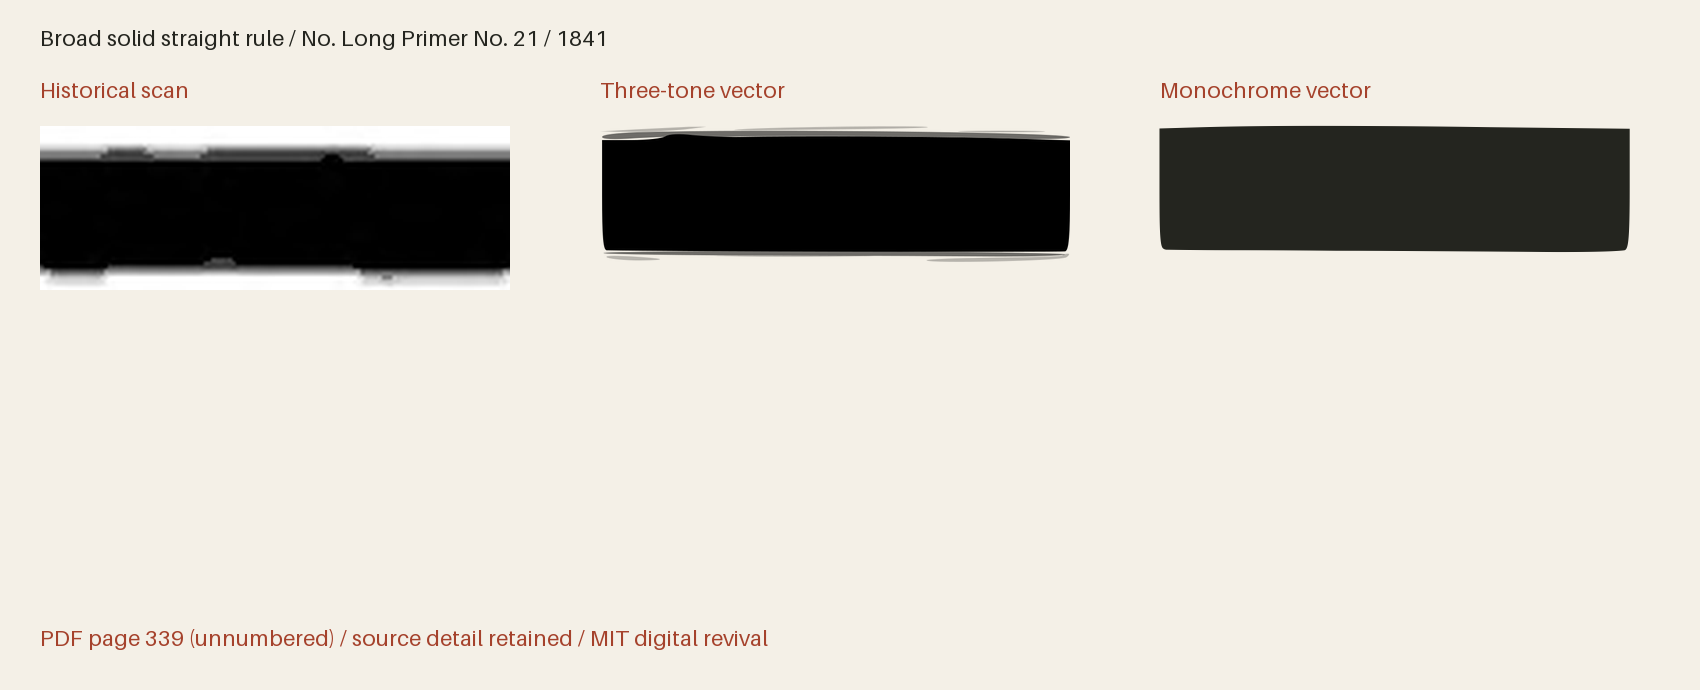 Broad solid straight rule / No. Long Primer No. 21 / 1841
Historical scan
Three-tone vector
Monochrome vector
PDF page 339 (unnumbered) / source detail retained / MIT digital revival